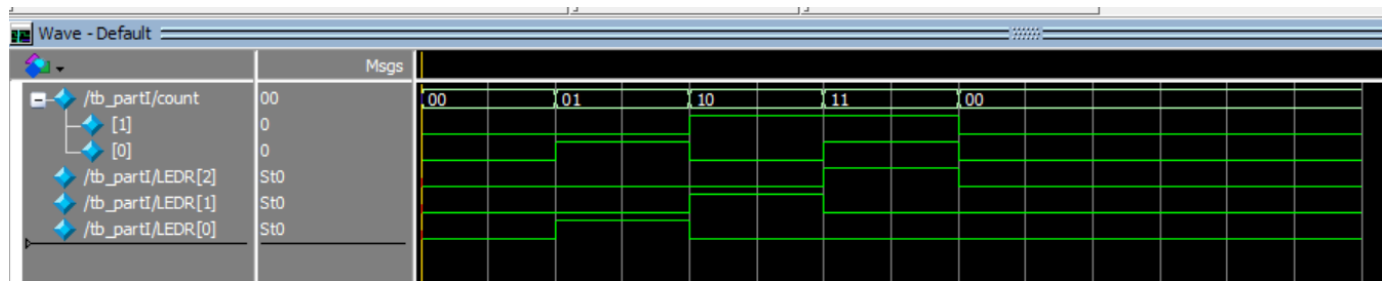 Wave - Default
Msgs
/tb_partI/count 00 00 01 10 11 00
[1] 0
[0] 0
/tb_partI/LEDR[2] St0
/tb_partI/LEDR[1] St0
/tb_partI/LEDR[0] St0